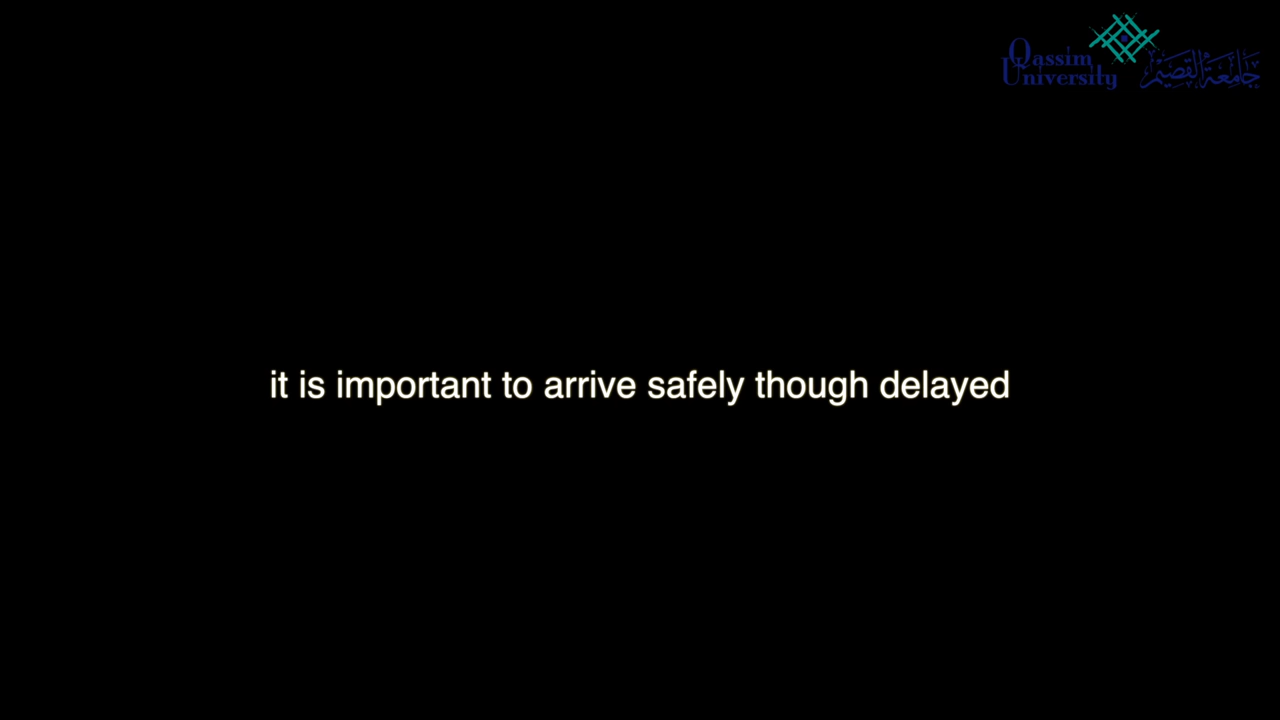 Qassim
University
جامعة القصيم
it is important to arrive safely though delayed